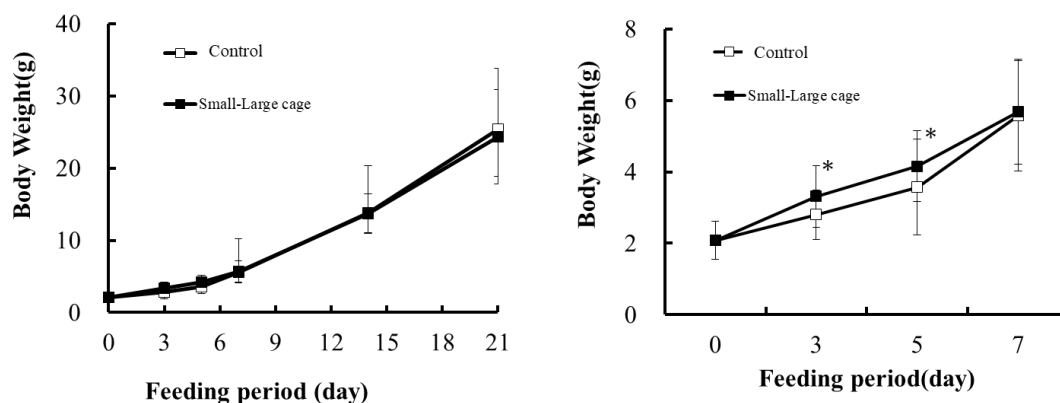 40
30
20
10
0
Body Weight(g)
Control
Small-Large cage
0 3 6 9 12 15 18 21
Feeding period (day)
8
6
4
2
0
Body Weight(g)
Control
Small-Large cage
*
*
0 3 5 7
Feeding period(day)